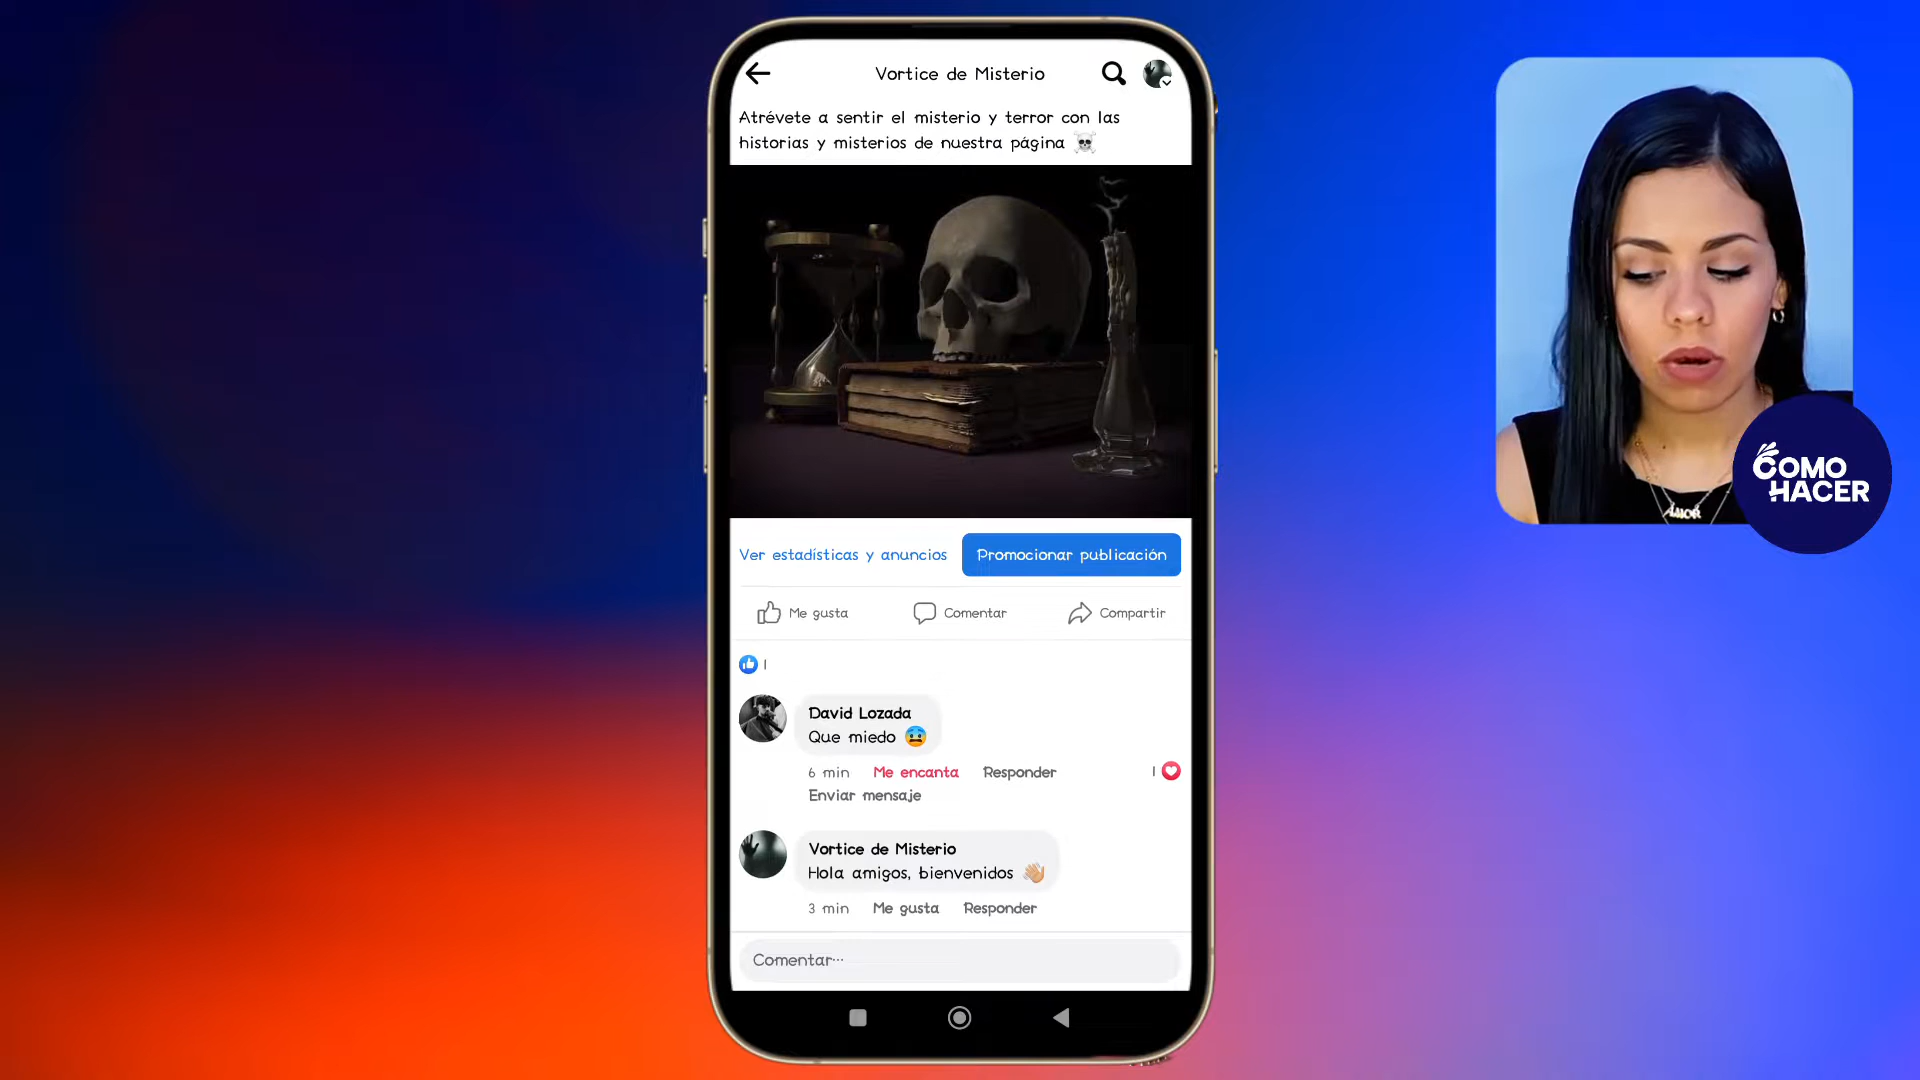 Vortice de Misterio
Atrévete a sentir el misterio y terror con las
historias y misterios de nuestra página ☠️
Ver estadísticas y anuncios
Promocionar publicación
Me gusta
Comentar
Compartir
1
David Lozada
Que miedo 😰
6 min Me encanta Responder
1
Enviar mensaje
Vortice de Misterio
Hola amigos, bienvenidos 👋🏼
3 min Me gusta Responder
Comentar...
AMOR
COMO
HACER